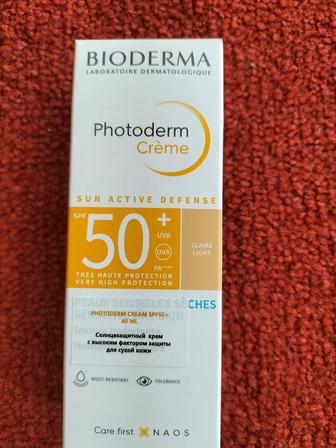 BIODERMA
LABORATOIRE DERMATOLOGIQUE
Photoderm
Crème
SUN ACTIVE DEFENSE
SPF 50+
UVB
UVA
PA++++
CLAIRE
LIGHT
TRÈS HAUTE PROTECTION
VERY HIGH PROTECTION
PEAUX SENSIBLES SÈCHES
PHOTODERM CREAM SPF50+
40 ML
Солнцезащитный крем
с высоким фактором защиты
для сухой кожи
MULTI-RESISTANT
TOLERANCE
Care first.
NAOS